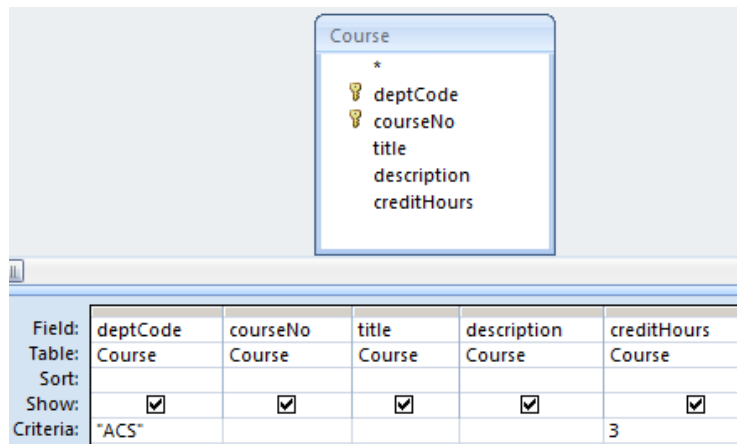 Course
*
deptCode
courseNo
title
description
creditHours
Field: deptCode courseNo title description creditHours
Table: Course Course Course Course Course
Sort:
Show:
Criteria: "ACS" 3